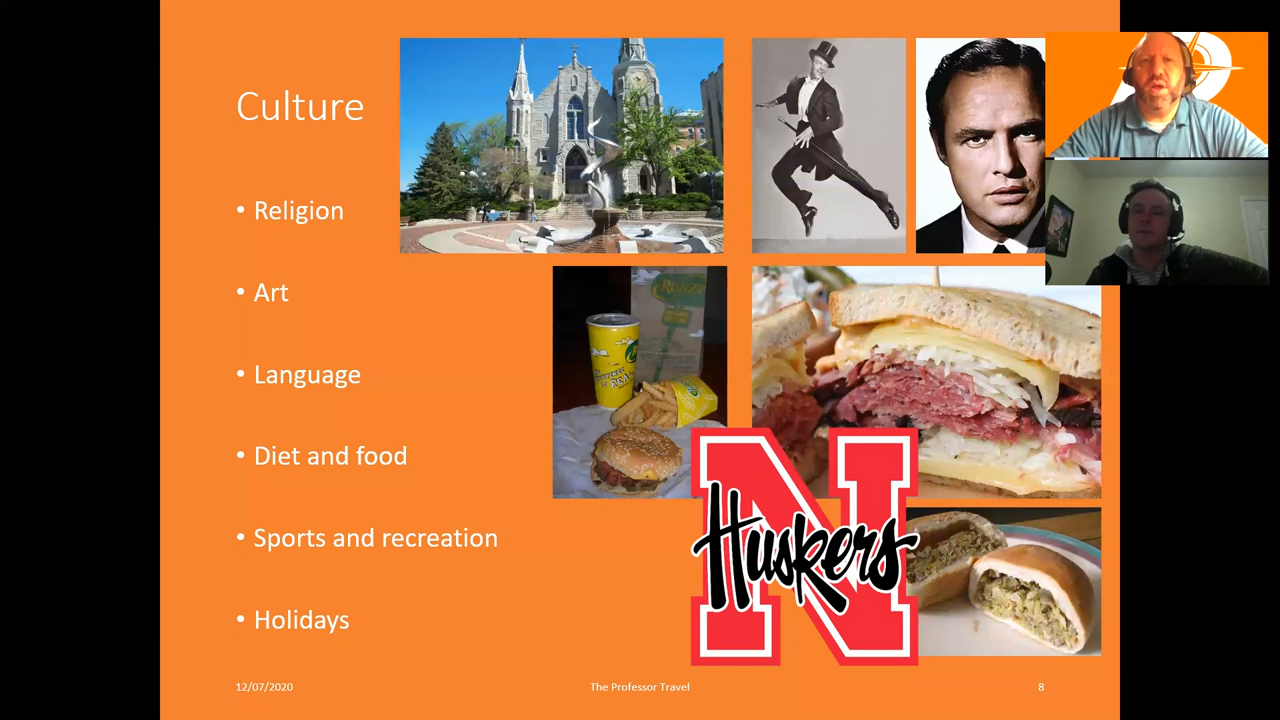 Culture
• Religion
• Art
• Language
• Diet and food
• Sports and recreation
• Holidays
RUNZA
Huskers
12/07/2020
The Professor Travel
8